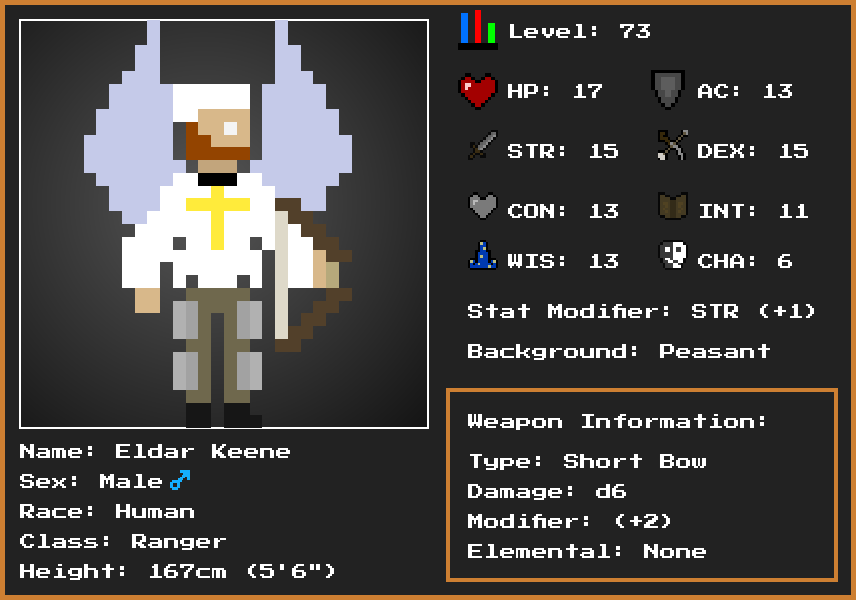 Level: 73
HP: 17
AC: 13
STR: 15
DEX: 15
CON: 13
INT: 11
WIS: 13
CHA: 6
Stat Modifier: STR (+1)
Background: Peasant
Weapon Information:
Type: Short Bow
Damage: d6
Modifier: (+2)
Elemental: None
Name: Eldar Keene
Sex: Male ♂
Race: Human
Class: Ranger
Height: 167cm (5'6")